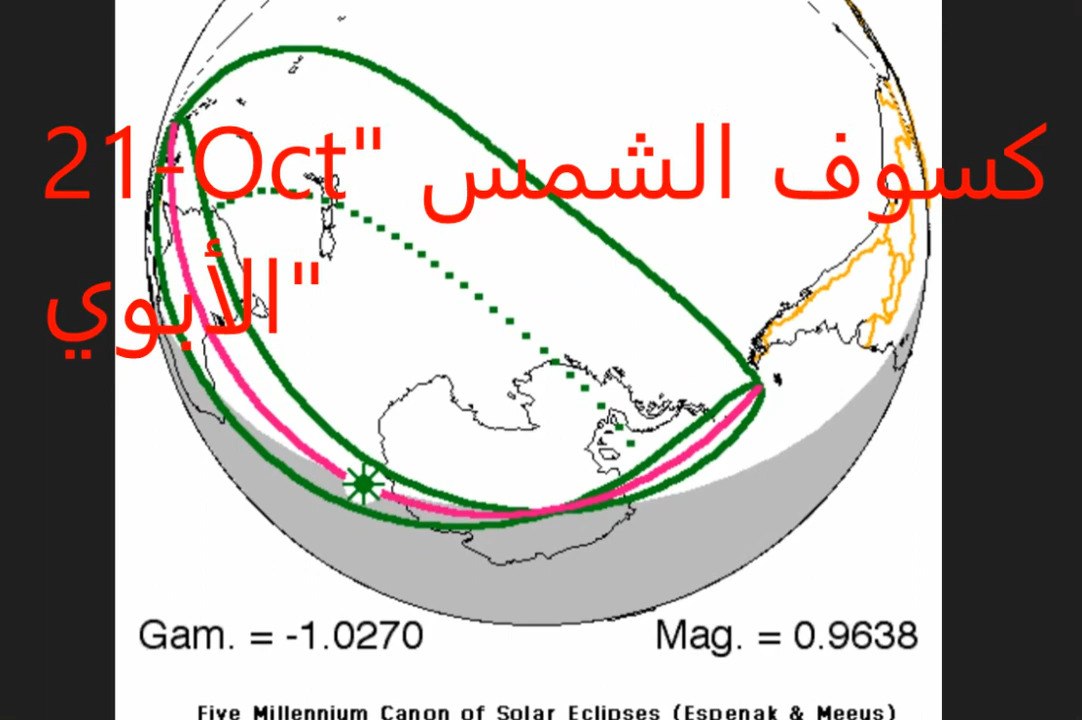 كسوف الشمس "21-Oct
الأبوي"
Gam. = -1.0270
Mag. = 0.9638
Five Millennium Canon of Solar Eclipses (Espenak & Meeus)